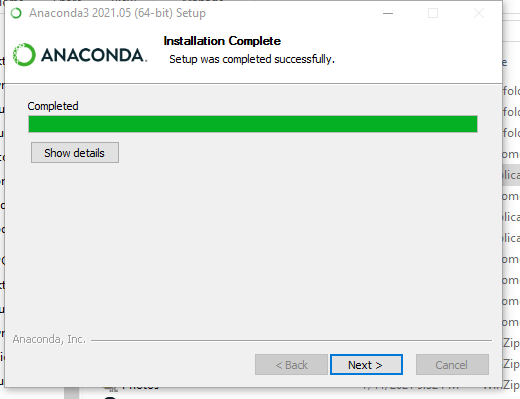 Anaconda3 2021.05 (64-bit) Setup
ANACONDA.
Installation Complete
Setup was completed successfully.
Completed
Show details
Anaconda, Inc.
< Back
Next >
Cancel